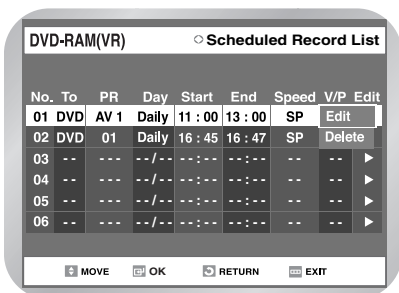 DVD-RAM(VR) Scheduled Record List
No. To PR Day Start End Speed V/P Edit
01 DVD AV 1 Daily 11 : 00 13 : 00 SP Edit
02 DVD 01 Daily 16 : 45 16 : 47 SP Delete
03 -- --- --/-- --:-- --:-- -- -- ►
04 -- --- --/-- --:-- --:-- -- -- ►
05 -- --- --/-- --:-- --:-- -- -- ►
06 -- --- --/-- --:-- --:-- -- -- ►
MOVE OK RETURN EXIT